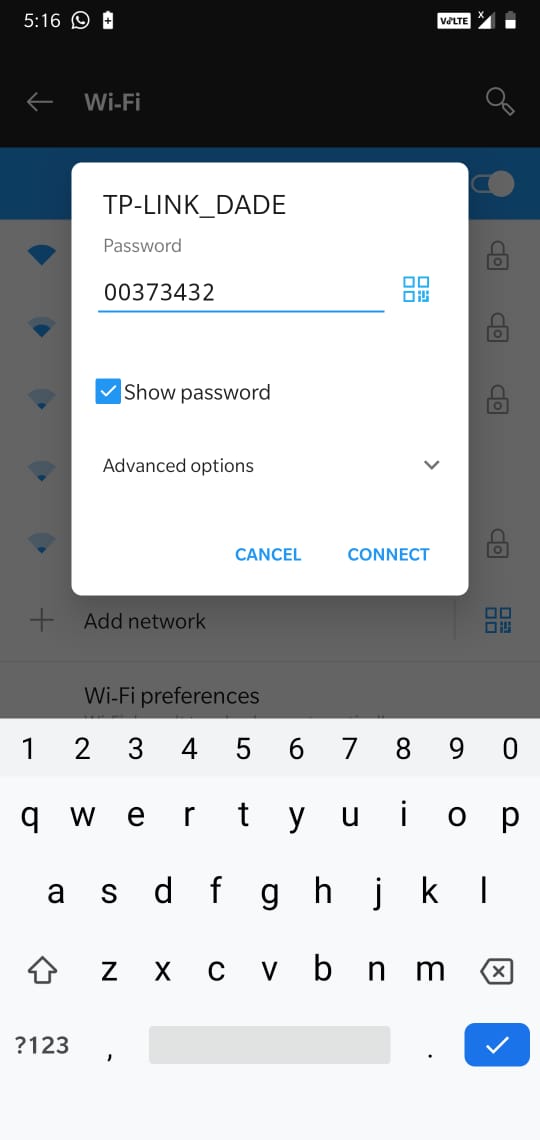 5:16 VoLTE x
Wi-Fi
TP-LINK_DADE
Password
00373432
Show password
Advanced options
CANCEL CONNECT
Add network
Wi-Fi preferences
1 2 3 4 5 6 7 8 9 0
q w e r t y u i o p
a s d f g h j k l
z x c v b n m
?123 , .